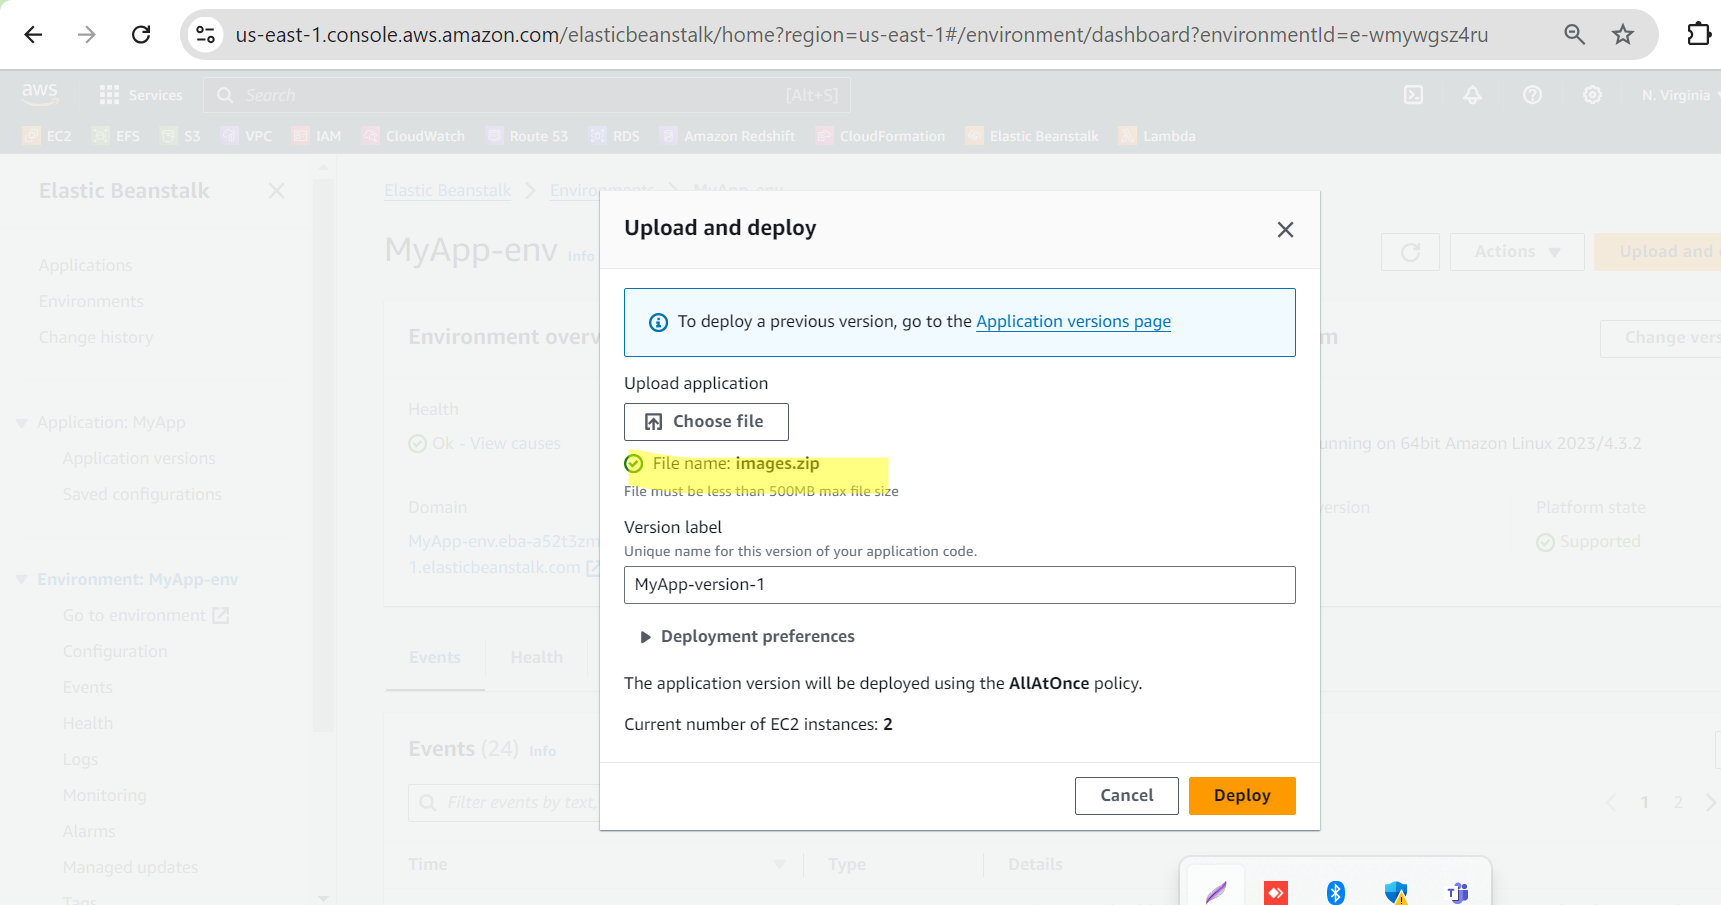 us-east-1.console.aws.amazon.com/elasticbeanstalk/home?region=us-east-1#/environment/dashboard?environmentId=e-wmywgsz4ru
aws
Services
Search
[Alt+S]
N. Virginia
EC2
EFS
S3
VPC
IAM
CloudWatch
Route 53
RDS
Amazon Redshift
CloudFormation
Elastic Beanstalk
Lambda
Elastic Beanstalk
Applications
Environments
Change history
Application: MyApp
Application versions
Saved configurations
Environment: MyApp-env
Go to environment
Configuration
Events
Health
Logs
Monitoring
Alarms
Managed updates
Tags
Elastic Beanstalk
Environments
MyApp-env
MyApp-env Info
Actions
Upload and
Environment overv
Change vers
Health
Ok - View causes
unning on 64bit Amazon Linux 2023/4.3.2
Domain
MyApp-env.eba-a52t3zm
1.elasticbeanstalk.com
version
Platform state
Supported
Events
Health
Events (24) Info
Filter events by text,
1 2
Time
Type
Details
Upload and deploy
To deploy a previous version, go to the Application versions page
Upload application
Choose file
File name: images.zip
File must be less than 500MB max file size
Version label
Unique name for this version of your application code.
MyApp-version-1
Deployment preferences
The application version will be deployed using the AllAtOnce policy.
Current number of EC2 instances: 2
Cancel
Deploy